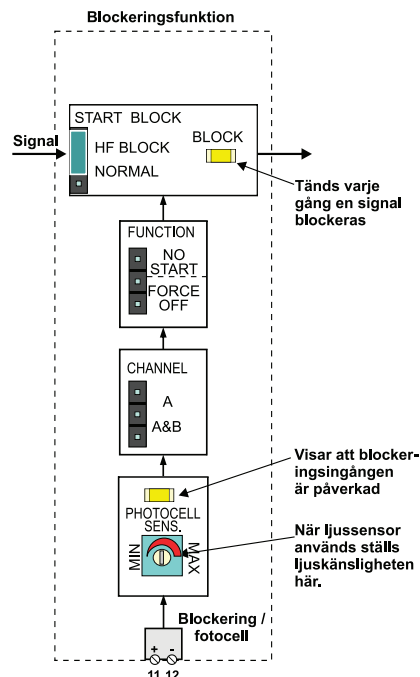 Blockeringsfunktion
START BLOCK
Signal
HF BLOCK
NORMAL
BLOCK
Tänds varje
gång en signal
blockeras
FUNCTION
NO
START
FORCE
OFF
CHANNEL
A
A&B
Visar att blocker-
ingsingången
är påverkad
PHOTOCELL
SENS.
MIN
MAX
När ljussensor
används ställs
ljuskänsligheten
här.
Blockering /
fotocell
+ -
11 12